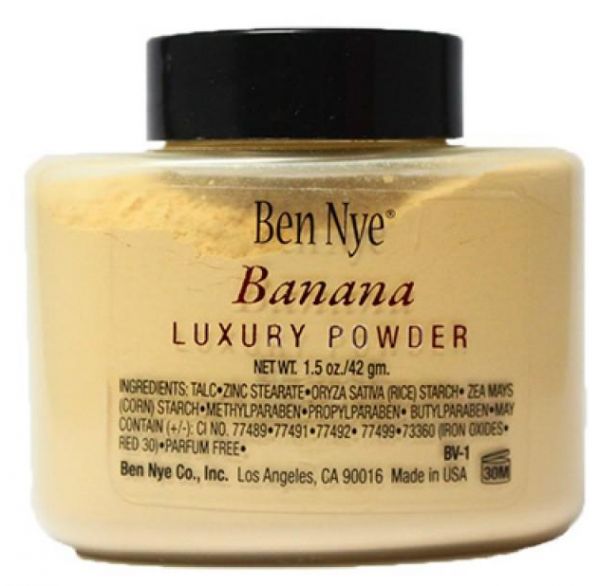 Ben Nye®
Banana
LUXURY POWDER
NET WT. 1.5 oz./42 gm.
INGREDIENTS: TALC•ZINC STEARATE•ORYZA SATIVA (RICE) STARCH• ZEA MAYS
(CORN) STARCH•METHYLPARABEN•PROPYLPARABEN• BUTYLPARABEN•MAY
CONTAIN (+/-): CI NO. 77489•77491•77492• 77499•73360 (IRON OXIDES•
RED 30)•PARFUM FREE•
BV-1
Ben Nye Co., Inc. Los Angeles, CA 90016 Made in USA 30M